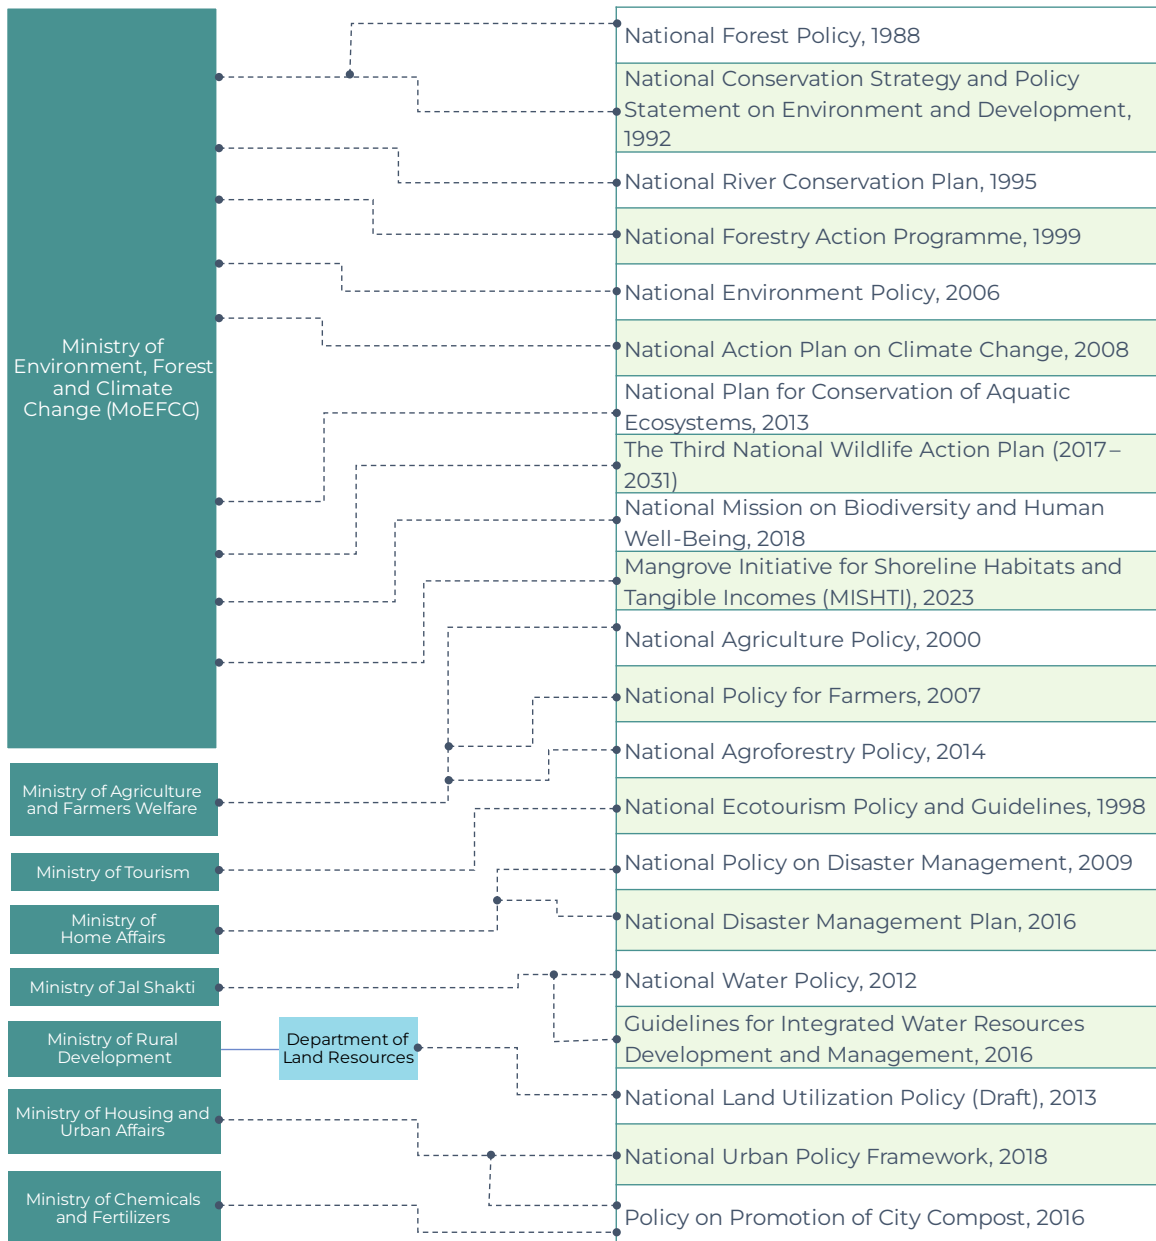 Ministry of
Environment, Forest
and Climate
Change (MoEFCC)
Ministry of Agriculture
and Farmers Welfare
Ministry of Tourism
Ministry of
Home Affairs
Ministry of Jal Shakti
Ministry of Rural
Development
Department of
Land Resources
Ministry of Housing and
Urban Affairs
Ministry of Chemicals
and Fertilizers
National Forest Policy, 1988
National Conservation Strategy and Policy
Statement on Environment and Development,
1992
National River Conservation Plan, 1995
National Forestry Action Programme, 1999
National Environment Policy, 2006
National Action Plan on Climate Change, 2008
National Plan for Conservation of Aquatic
Ecosystems, 2013
The Third National Wildlife Action Plan (2017–
2031)
National Mission on Biodiversity and Human
Well-Being, 2018
Mangrove Initiative for Shoreline Habitats and
Tangible Incomes (MISHTI), 2023
National Agriculture Policy, 2000
National Policy for Farmers, 2007
National Agroforestry Policy, 2014
National Ecotourism Policy and Guidelines, 1998
National Policy on Disaster Management, 2009
National Disaster Management Plan, 2016
National Water Policy, 2012
Guidelines for Integrated Water Resources
Development and Management, 2016
National Land Utilization Policy (Draft), 2013
National Urban Policy Framework, 2018
Policy on Promotion of City Compost, 2016